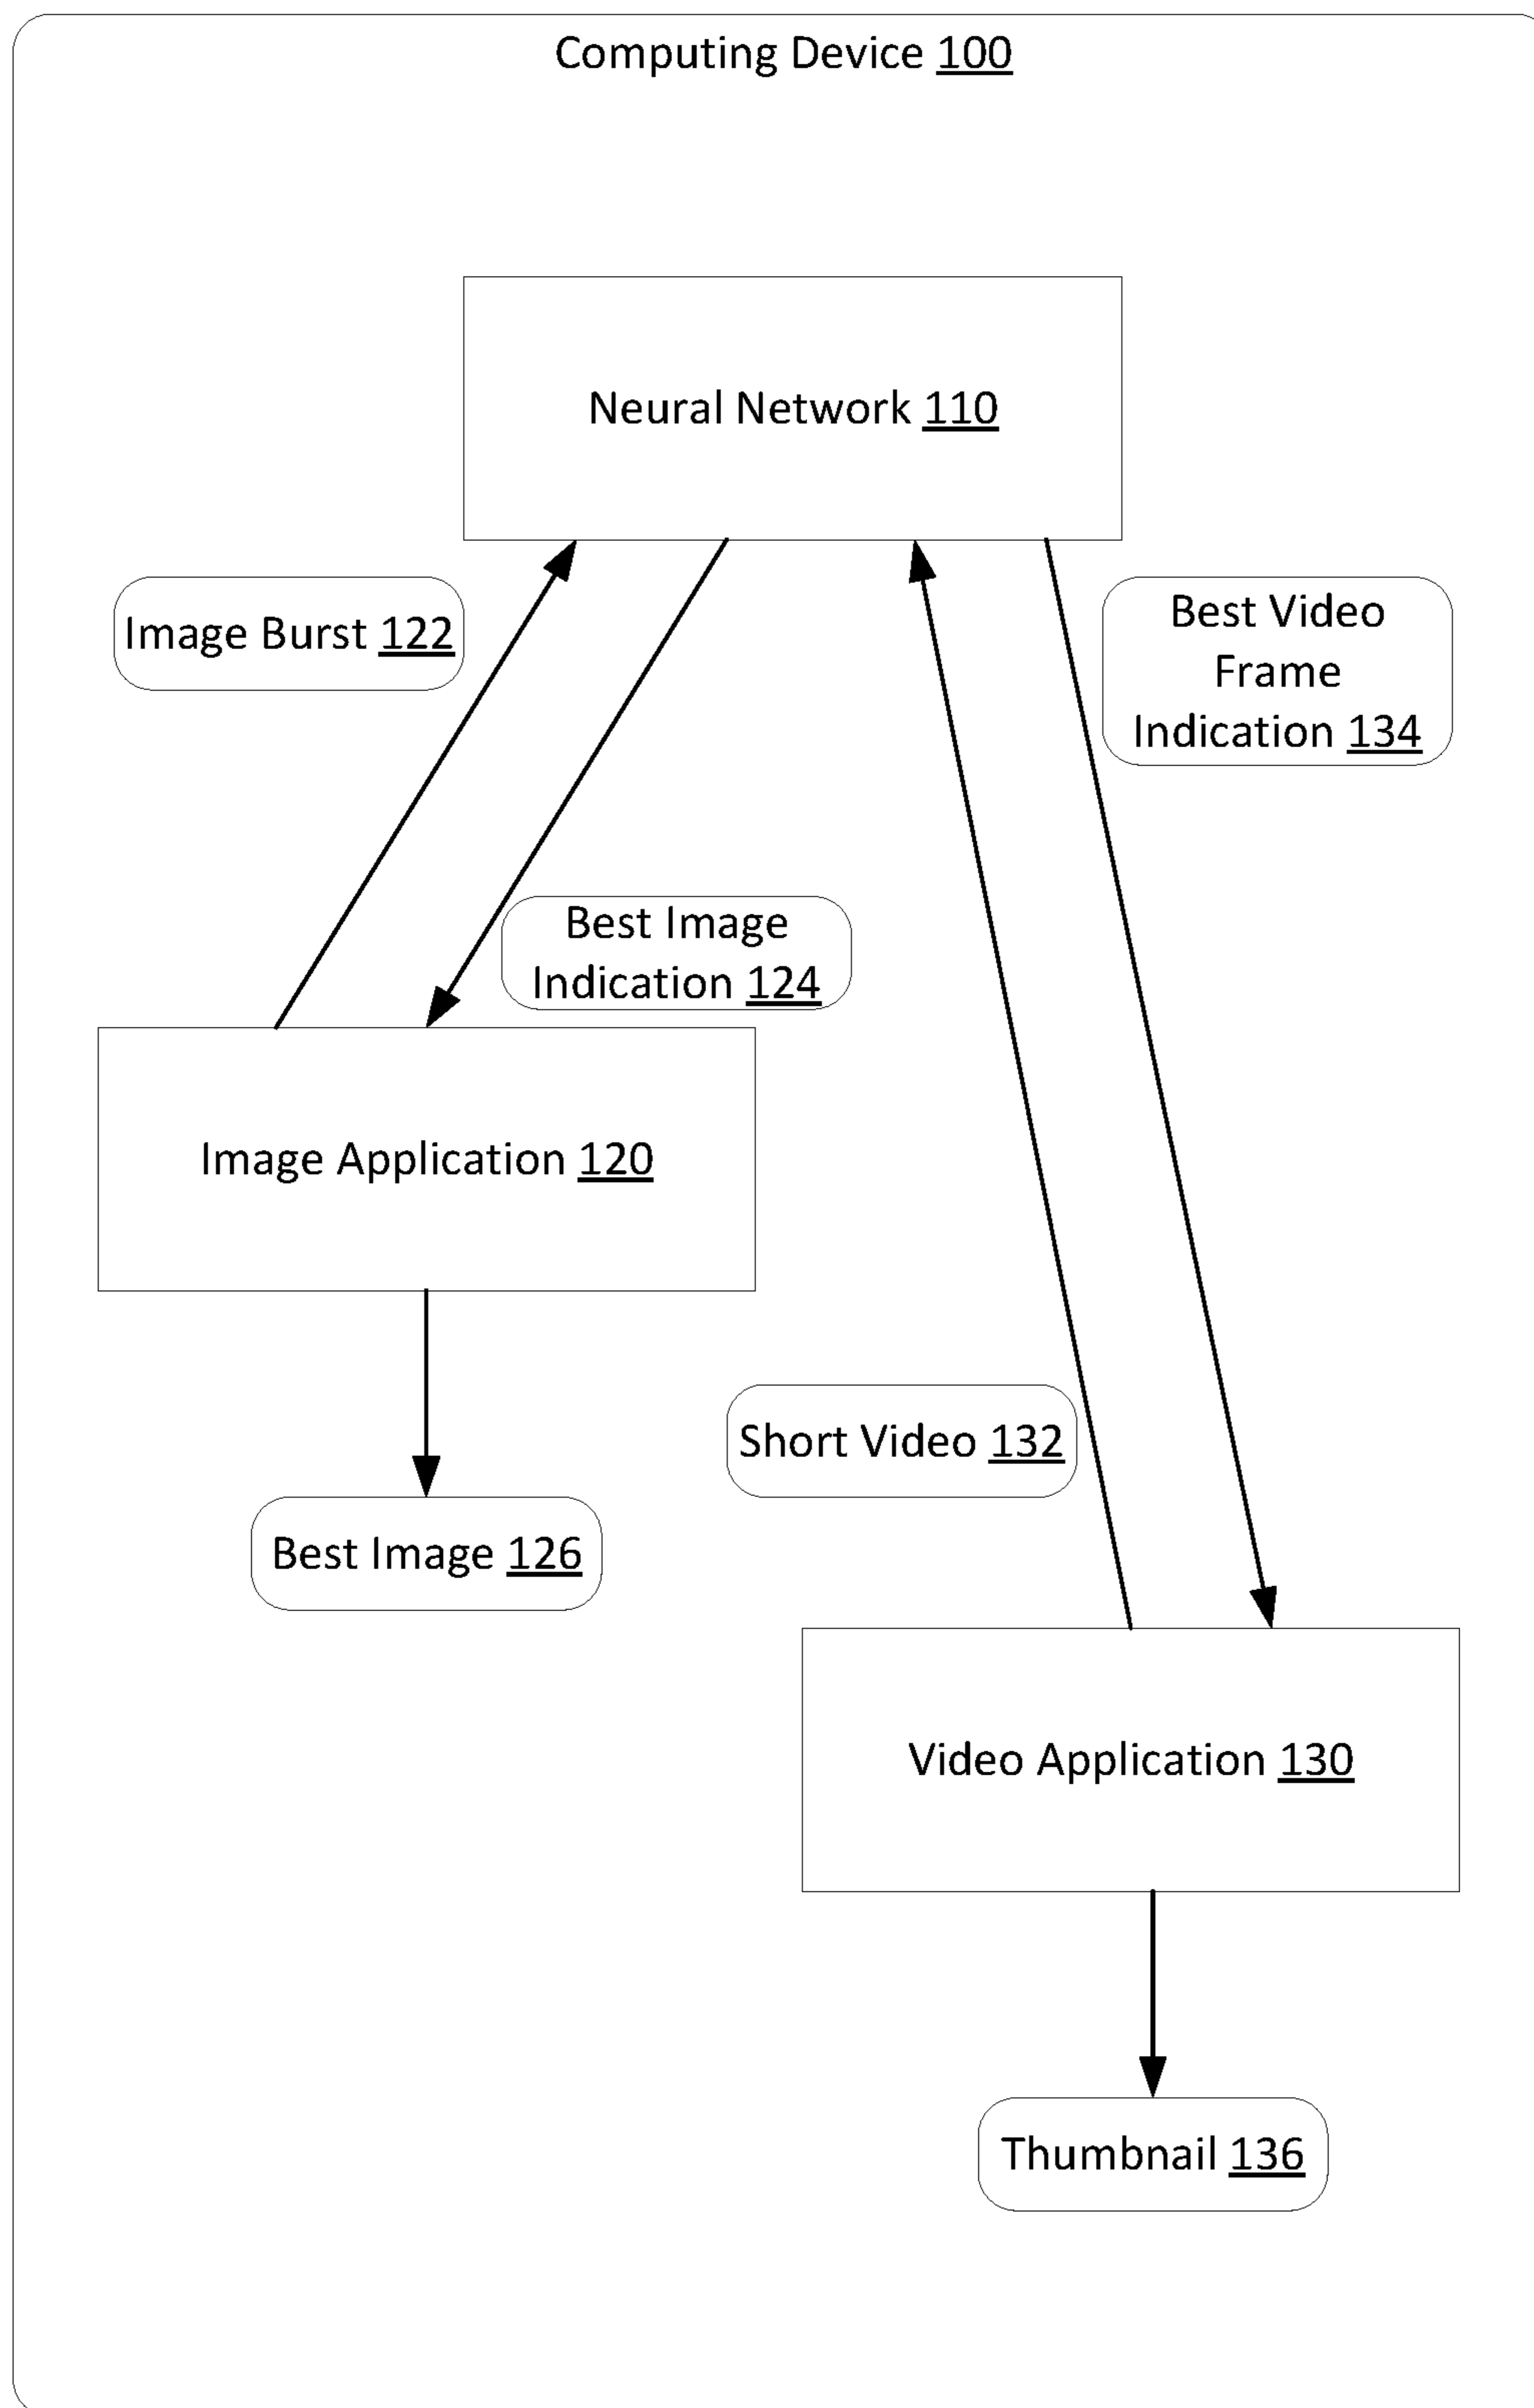 Computing Device 100
Neural Network 110
Image Burst 122
Best Video
Frame
Indication 134
Best Image
Indication 124
Image Application 120
Short Video 132
Best Image 126
Video Application 130
Thumbnail 136